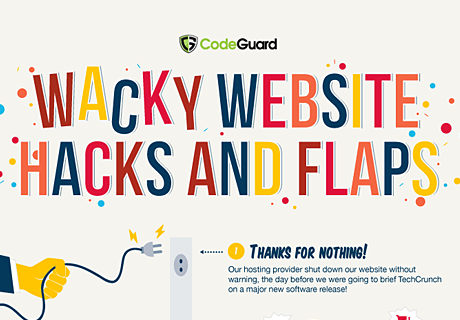 CodeGuard
WACKY WEBSITE
HACKS AND FLAPS
1 THANKS FOR NOTHING!
Our hosting provider shut down our website without
warning, the day before we were going to brief TechCrunch
on a major new software release!